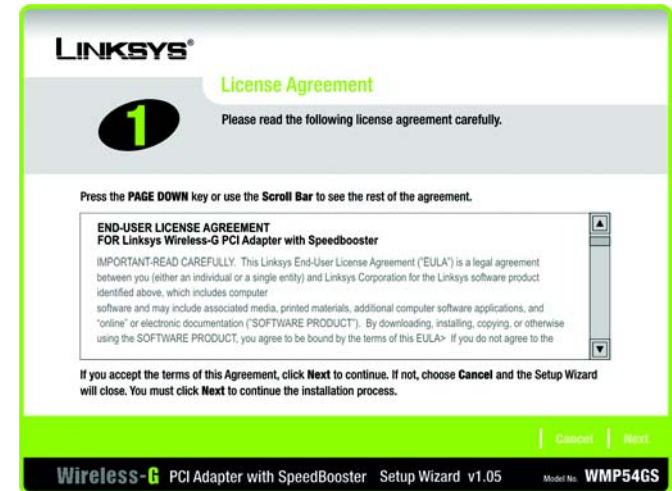 LINKSYS®
License Agreement
1
Please read the following license agreement carefully.
Press the PAGE DOWN key or use the Scroll Bar to see the rest of the agreement.
END-USER LICENSE AGREEMENT
FOR Linksys Wireless-G PCI Adapter with Speedbooster
IMPORTANT-READ CAREFULLY. This Linksys End-User License Agreement ("EULA") is a legal agreement
between you (either an individual or a single entity) and Linksys Corporation for the Linksys software product
identified above, which includes computer
software and may include associated media, printed materials, additional computer software applications, and
"online" or electronic documentation ("SOFTWARE PRODUCT"). By downloading, installing, copying, or otherwise
using the SOFTWARE PRODUCT, you agree to be bound by the terms of this EULA> If you do not agree to the
If you accept the terms of this Agreement, click Next to continue. If not, choose Cancel and the Setup Wizard
will close. You must click Next to continue the installation process.
Cancel Next
Wireless-G PCI Adapter with SpeedBooster Setup Wizard v1.05 Model No. WMP54GS